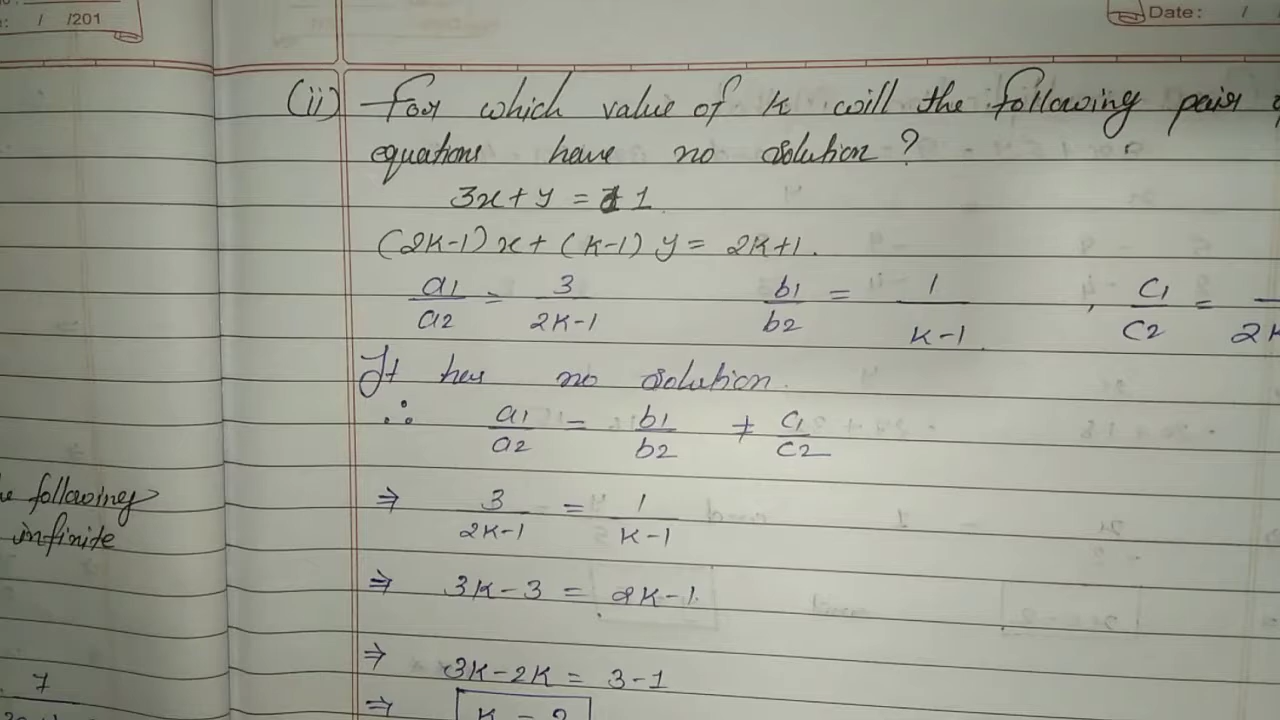 / /201
Date: /
(ii) For which value of k will the following pair of
equations have no solution?
3x + y = 1
(2k-1)x + (k-1)y = 2k+1.
a1/a2 = 3/2k-1 b1/b2 = 1/k-1 , c1/c2 =
It has no solution.
∴ a1/a2 = b1/b2 ≠ c1/c2
⇒ 3/2k-1 = 1/k-1
following
infinite
⇒ 3k-3 = 2k-1
⇒ 3k-2k = 3-1
7
⇒ k = 2